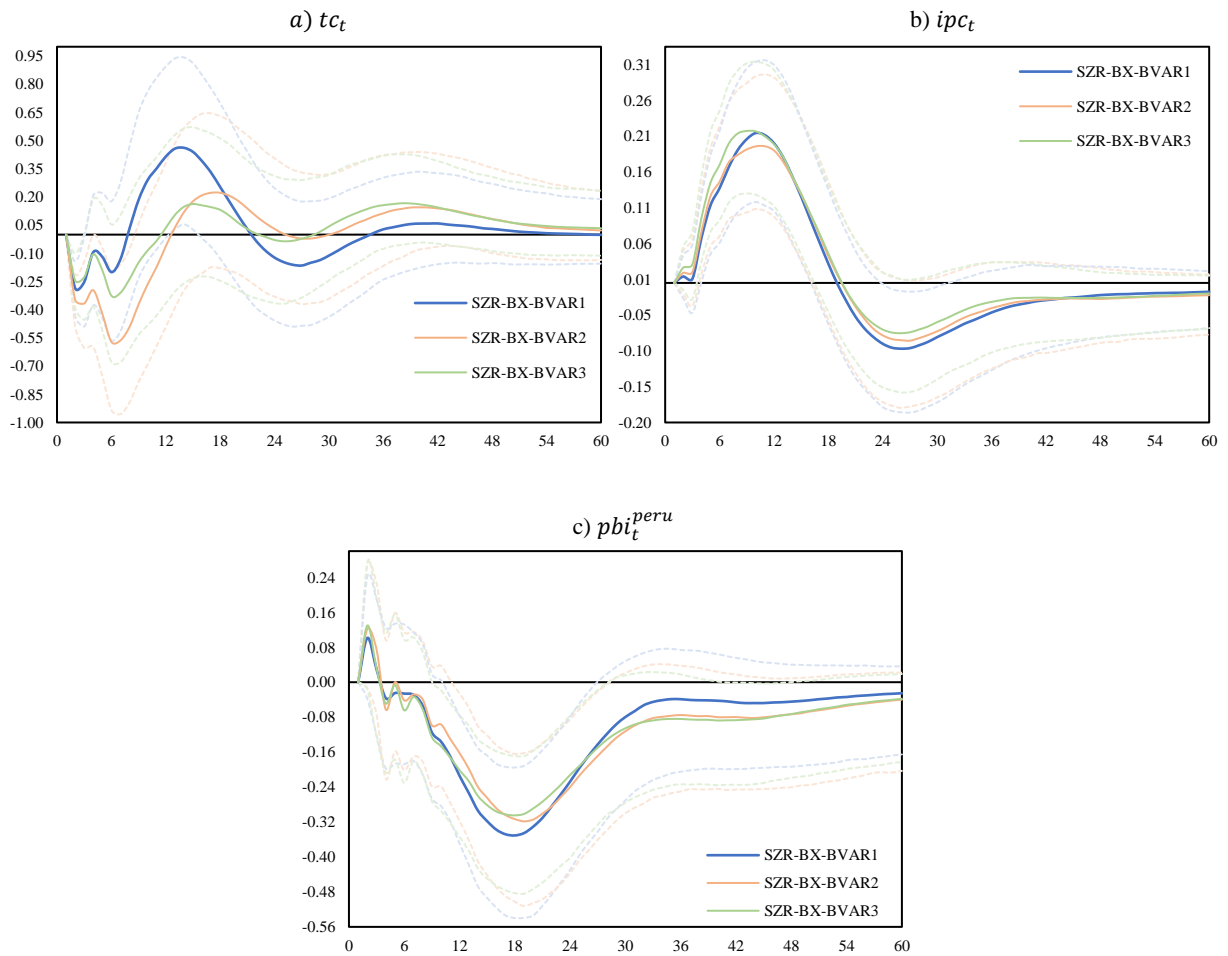 a) tc_t
b) ipc_t
0.95
0.80
0.65
0.50
0.35
0.20
0.05
-0.10
-0.25
-0.40
-0.55
-0.70
-0.85
-1.00
0 6 12 18 24 30 36 42 48 54 60
SZR-BX-BVAR1
SZR-BX-BVAR2
SZR-BX-BVAR3
0.31
0.26
0.21
0.16
0.11
0.06
0.01
-0.05
-0.10
-0.15
-0.20
0 6 12 18 24 30 36 42 48 54 60
SZR-BX-BVAR1
SZR-BX-BVAR2
SZR-BX-BVAR3
c) pbi_t^peru
0.24
0.16
0.08
0.00
-0.08
-0.16
-0.24
-0.32
-0.40
-0.48
-0.56
0 6 12 18 24 30 36 42 48 54 60
SZR-BX-BVAR1
SZR-BX-BVAR2
SZR-BX-BVAR3